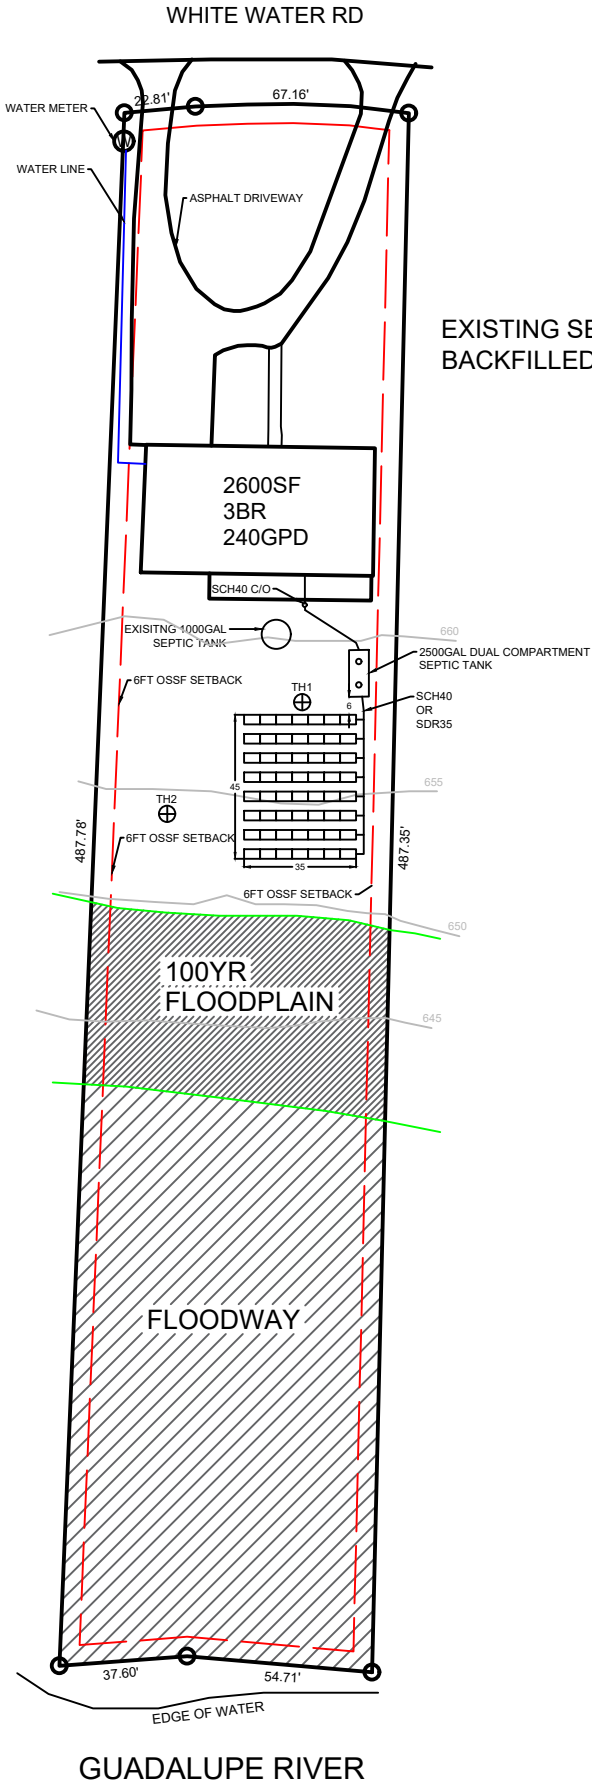 WHITE WATER RD
22.81'
67.16'
WATER METER
W
WATER LINE
ASPHALT DRIVEWAY
EXISTING SE
BACKFILLED
2600SF
3BR
240GPD
SCH40 C/O
EXISITNG 1000GAL
SEPTIC TANK
660
2500GAL DUAL COMPARTMENT
SEPTIC TANK
6FT OSSF SETBACK
TH1
6
SCH40
OR
SDR35
655
45
TH2
487.78'
487.35'
6FT OSSF SETBACK
35
6FT OSSF SETBACK
650
100YR
FLOODPLAIN
645
FLOODWAY
37.60'
54.71'
EDGE OF WATER
GUADALUPE RIVER